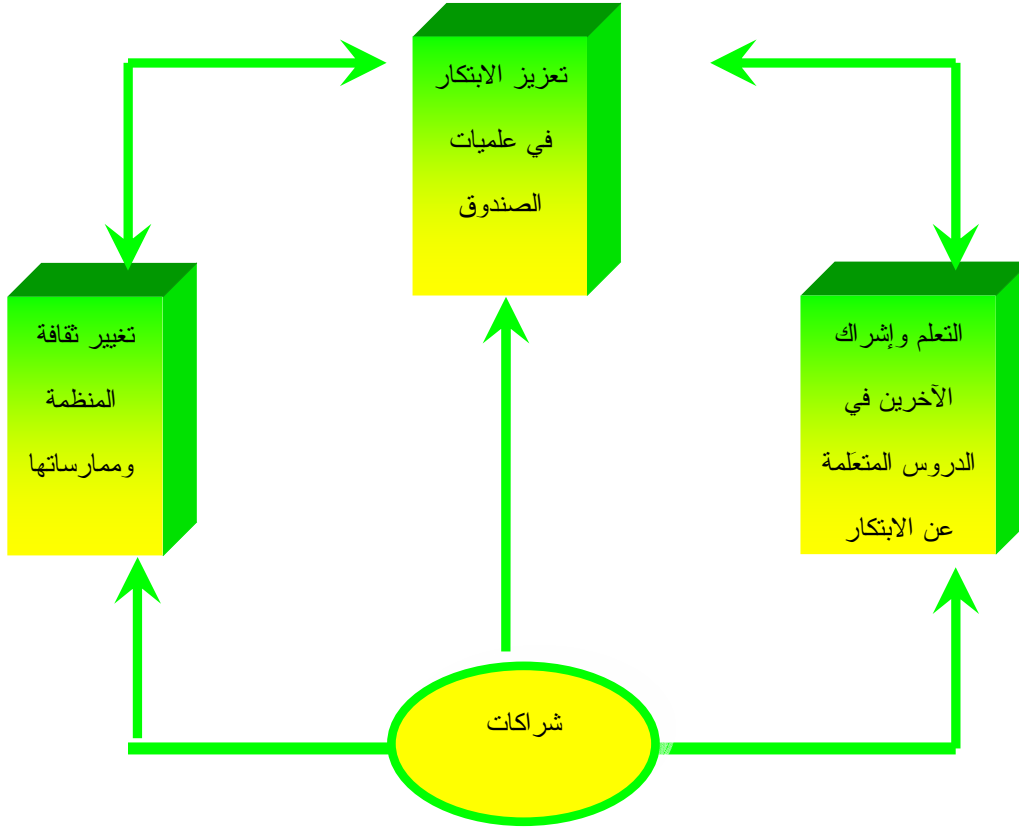 تعزيز الابتكار
في علميات
الصندوق
التعلم وإشراك
الآخرين في
الدروس المتعَلمة
عن الابتكار
تغيير ثقافة
المنظمة
وممارساتها
شراكات